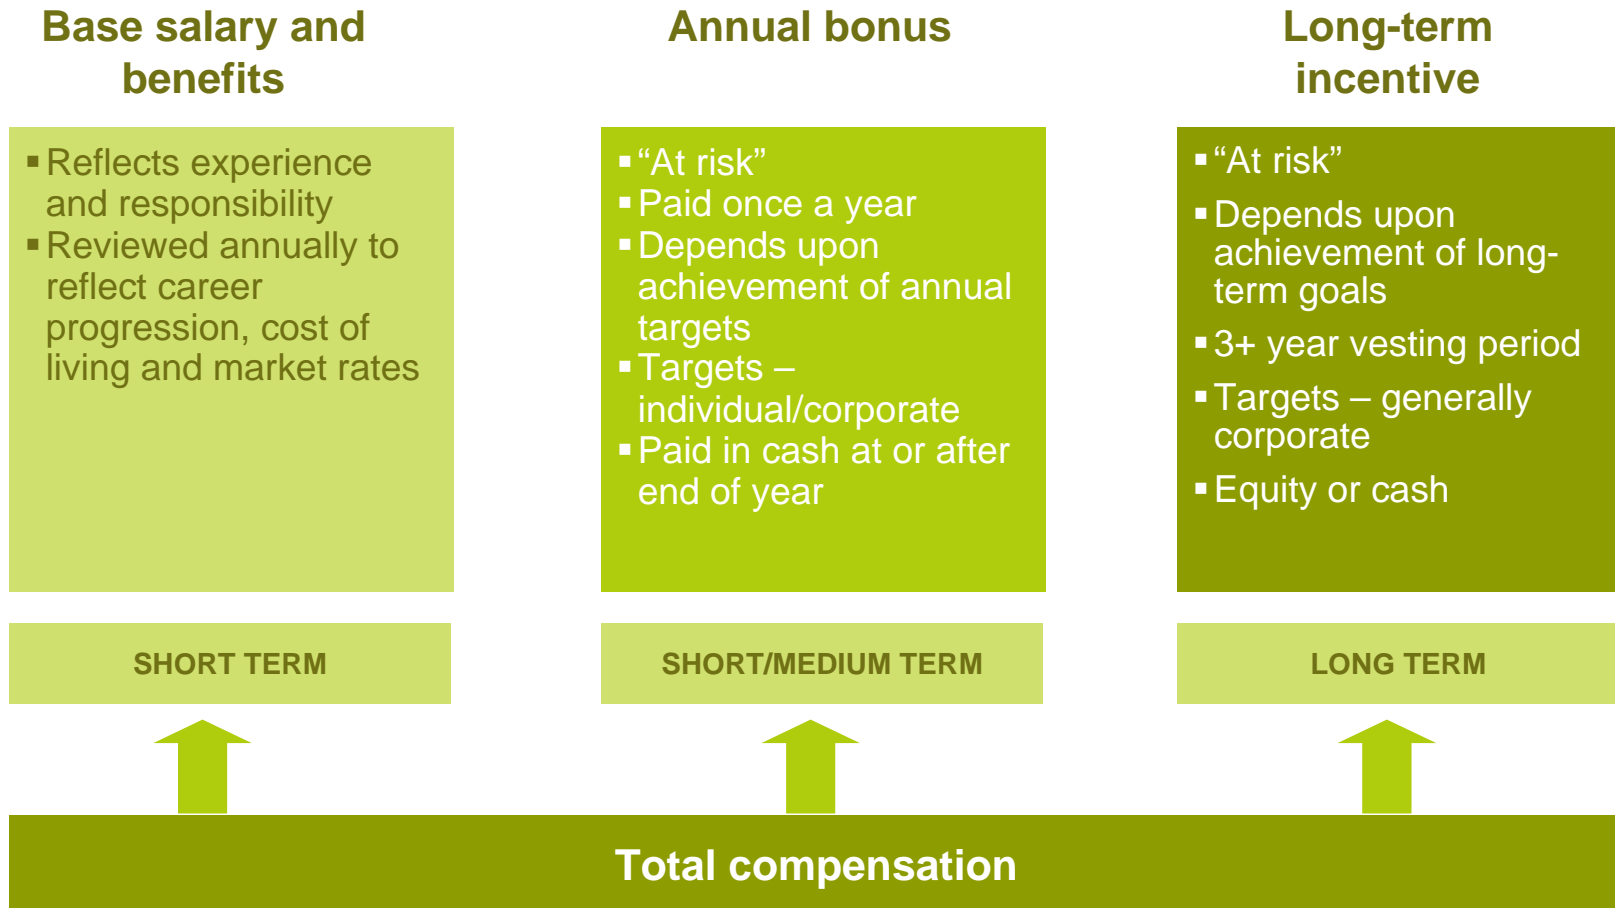 Base salary and
benefits
▪Reflects experience
and responsibility
▪Reviewed annually to
reflect career
progression, cost of
living and market rates
SHORT TERM
Annual bonus
▪“At risk”
▪Paid once a year
▪Depends upon
achievement of annual
targets
▪Targets –
individual/corporate
▪Paid in cash at or after
end of year
SHORT/MEDIUM TERM
Long-term
incentive
▪“At risk”
▪Depends upon
achievement of long-
term goals
▪3+ year vesting period
▪Targets – generally
corporate
▪Equity or cash
LONG TERM
Total compensation